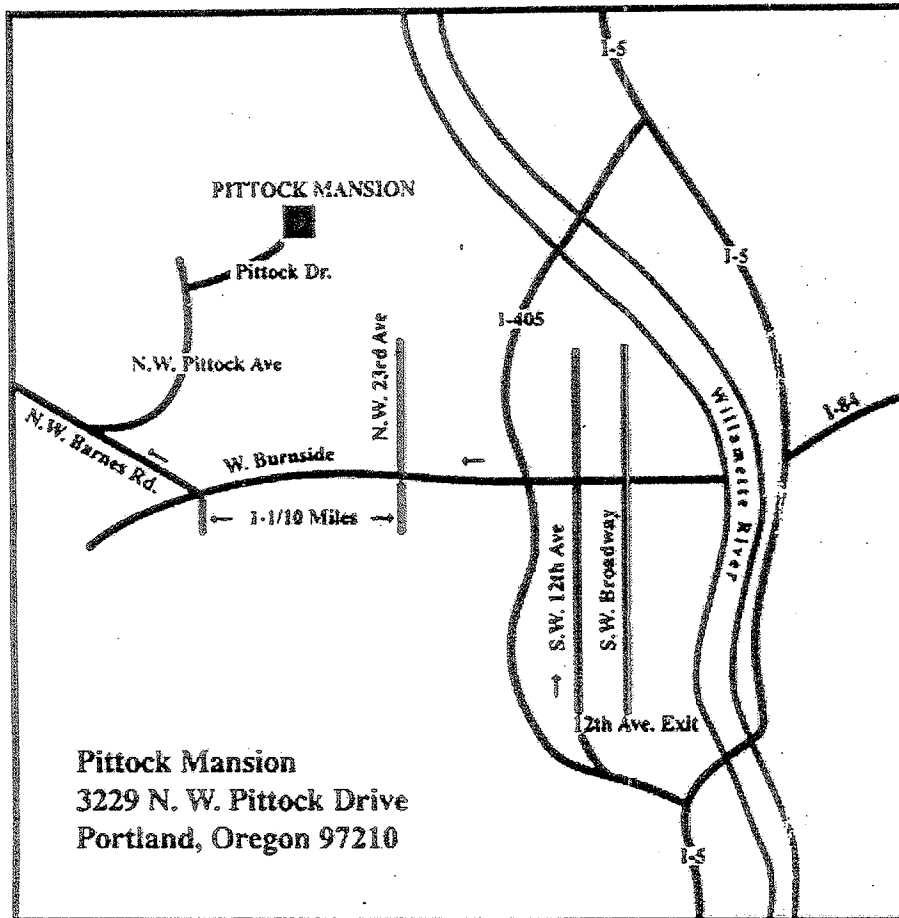 I-5
PITTOCK MANSION
Pittock Dr.
I-5
I-405
N.W. 23rd Ave
N.W. Pittock Ave
Willamette River
I-84
N.W. Barnes Rd.
W. Burnside
1-1/10 Miles
S.W. 12th Ave
S.W. Broadway
12th Ave. Exit
Pittock Mansion
3229 N. W. Pittock Drive
Portland, Oregon 97210
I-5